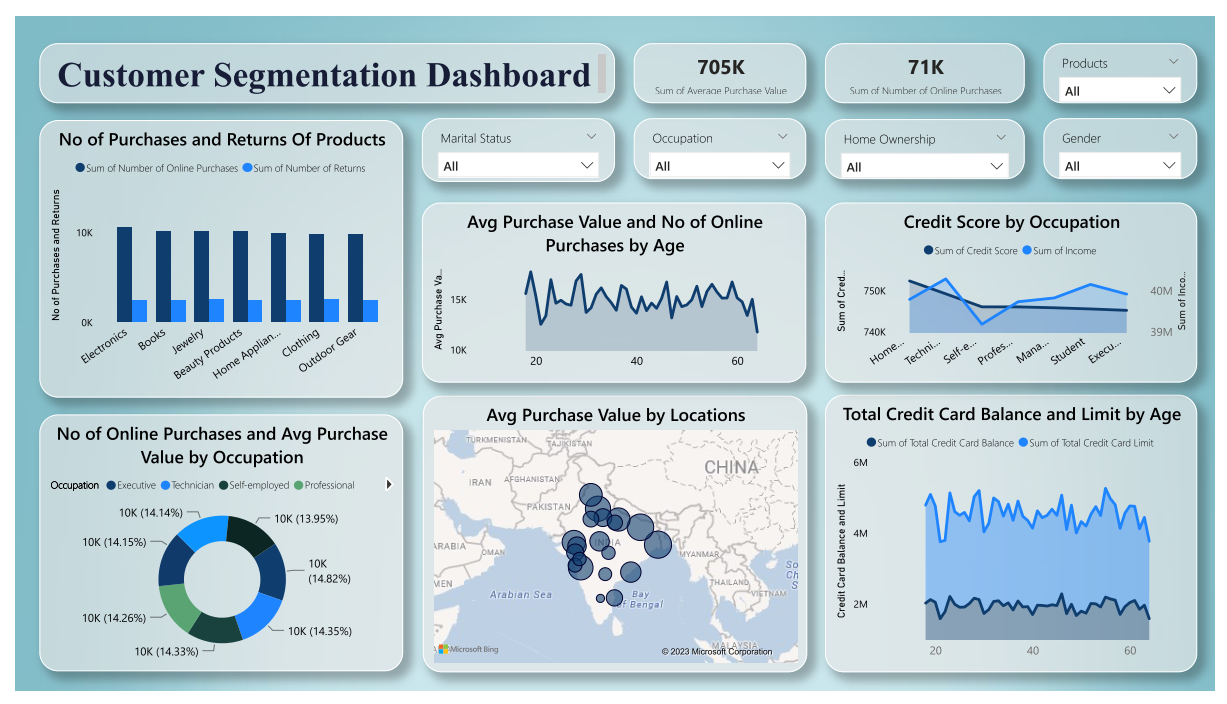 Customer Segmentation Dashboard
705K
Sum of Average Purchase Value
71K
Sum of Number of Online Purchases
Products
All
Marital Status
All
Occupation
All
Home Ownership
All
Gender
All
No of Purchases and Returns Of Products
Sum of Number of Online Purchases Sum of Number of Returns
No of Purchases and Returns
10K
0K
Electronics
Books
Jewelry
Beauty Products
Home Applian...
Clothing
Outdoor Gear
Avg Purchase Value and No of Online
Purchases by Age
Avg Purchase Va...
15K
10K
20 40 60
Credit Score by Occupation
Sum of Credit Score Sum of Income
Sum of Cred...
750K
740K
40M
39M
Sum of Inco...
Home...
Techni...
Self-e...
Profes...
Mana...
Student
Execu...
No of Online Purchases and Avg Purchase
Value by Occupation
Occupation Executive Technician Self-employed Professional
10K (14.14%)
10K (13.95%)
10K (14.15%)
10K
(14.82%)
10K (14.26%)
10K (14.35%)
10K (14.33%)
Avg Purchase Value by Locations
TURKMENISTAN
TAJIKISTAN
CHINA
IRAN
AFGHANISTAN
PAKISTAN
INDIA
ARABIA
OMAN
MYANMAR
MEN
THAILAND
VIETNAM
So
Ch
S
Arabian Sea
Bay
of Bengal
MALAYSIA
Microsoft Bing
© 2023 Microsoft Corporation
Total Credit Card Balance and Limit by Age
Sum of Total Credit Card Balance Sum of Total Credit Card Limit
Credit Card Balance and Limit
6M
4M
2M
20 40 60